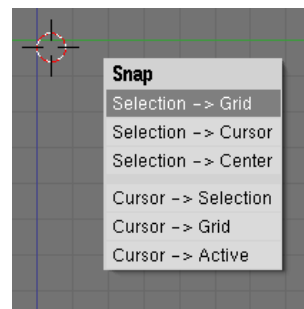 Snap
Selection -> Grid
Selection -> Cursor
Selection -> Center
Cursor -> Selection
Cursor -> Grid
Cursor -> Active